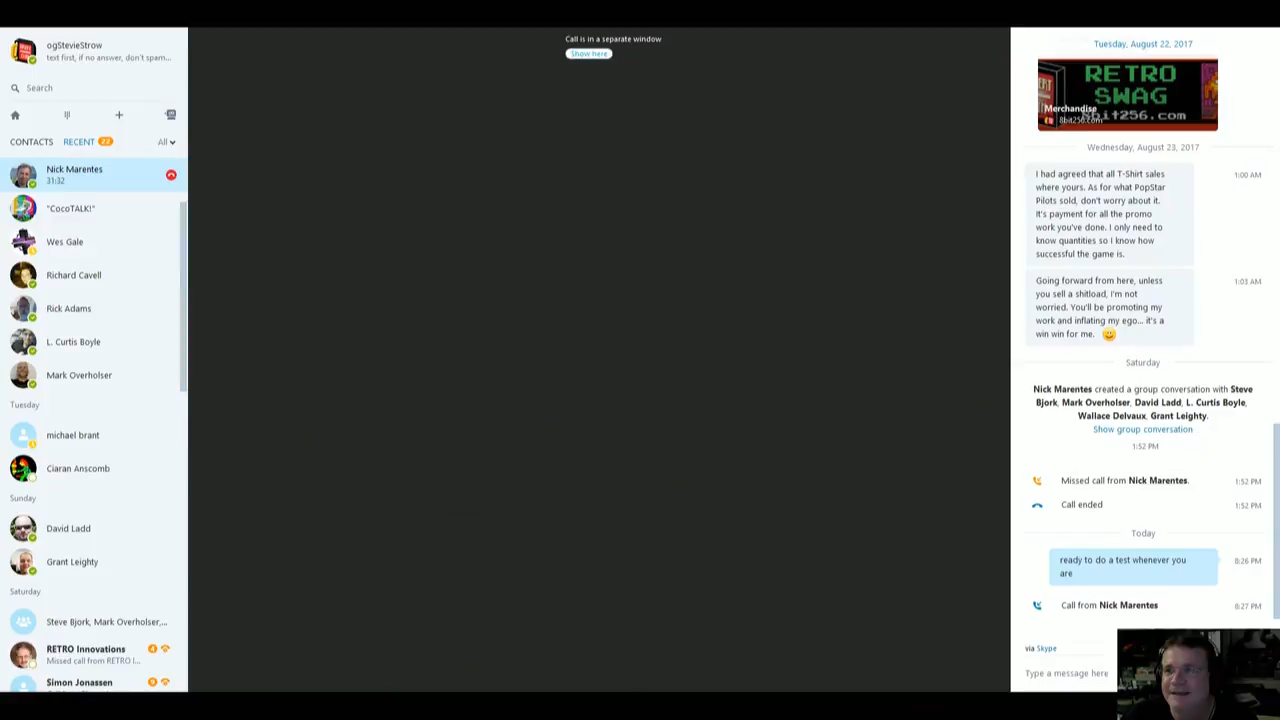 ogStevieStrow
text first, if no answer, don't spam...
Search
CONTACTS RECENT 22 All
Nick Marentes
31:32
"CocoTALK!"
Wes Gale
Richard Cavell
Rick Adams
L. Curtis Boyle
Mark Overholser
Tuesday
michael brant
Ciaran Anscomb
Sunday
David Ladd
Grant Leighty
Saturday
Steve Bjork, Mark Overholser,...
RETRO Innovations 4
Missed call from RETRO I...
Simon Jonassen 9
Call is in a separate window
Show here
Tuesday, August 22, 2017
RETRO
SWAG
Merchandise
8bit256.com
8bit256.com
Wednesday, August 23, 2017
I had agreed that all T-Shirt sales 1:00 AM
where yours. As for what PopStar
Pilots sold, don't worry about it.
It's payment for all the promo
work you've done. I only need to
know quantities so I know how
successful the game is.
Going forward from here, unless 1:03 AM
you sell a shitload, I'm not
worried. You'll be promoting my
work and inflating my ego... it's a
win win for me.
Saturday
Nick Marentes created a group conversation with Steve
Bjork, Mark Overholser, David Ladd, L. Curtis Boyle,
Wallace Delvaux, Grant Leighty.
Show group conversation
1:52 PM
Missed call from Nick Marentes. 1:52 PM
Call ended 1:52 PM
Today
ready to do a test whenever you 8:26 PM
are
Call from Nick Marentes 8:27 PM
via Skype
Type a message here